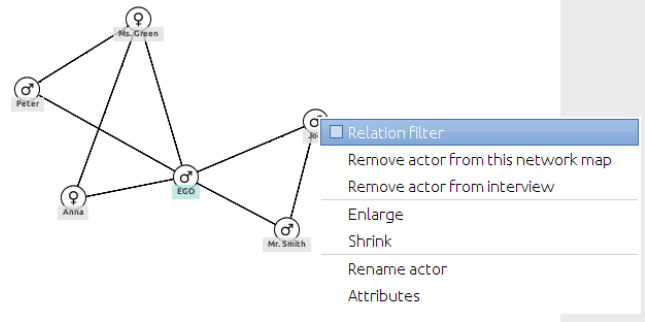 Ms. Green
Peter
Relation filter
Remove actor from this network map
EGO
Remove actor from interview
Anna
Enlarge
Mr. Smith
Shrink
Rename actor
Attributes